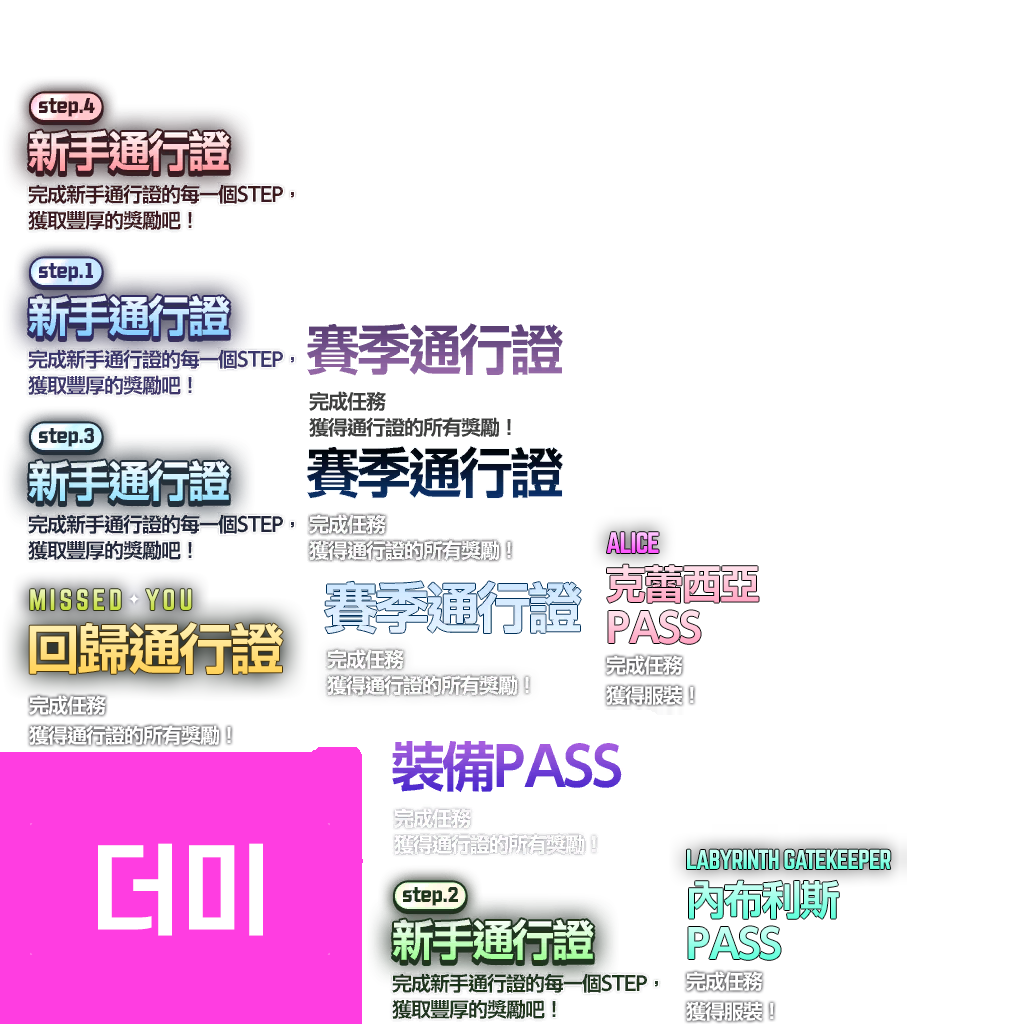 step.4
新手通行證
完成新手通行證的每一個STEP，
獲取豐厚的獎勵吧！
step.1
新手通行證
完成新手通行證的每一個STEP，
獲取豐厚的獎勵吧！
賽季通行證
完成任務
獲得通行證的所有獎勵！
step.3
新手通行證
完成新手通行證的每一個STEP，
獲取豐厚的獎勵吧！
賽季通行證
完成任務
獲得通行證的所有獎勵！
MISSED YOU
回歸通行證
完成任務
獲得通行證的所有獎勵！
賽季通行證
完成任務
獲得通行證的所有獎勵！
ALICE
克蕾西亞
PASS
完成任務
獲得服裝！
裝備PASS
完成任務
獲得通行證的所有獎勵！
더미
step.2
新手通行證
完成新手通行證的每一個STEP，
獲取豐厚的獎勵吧！
LABYRINTH GATEKEEPER
內布利斯
PASS
完成任務
獲得服裝！